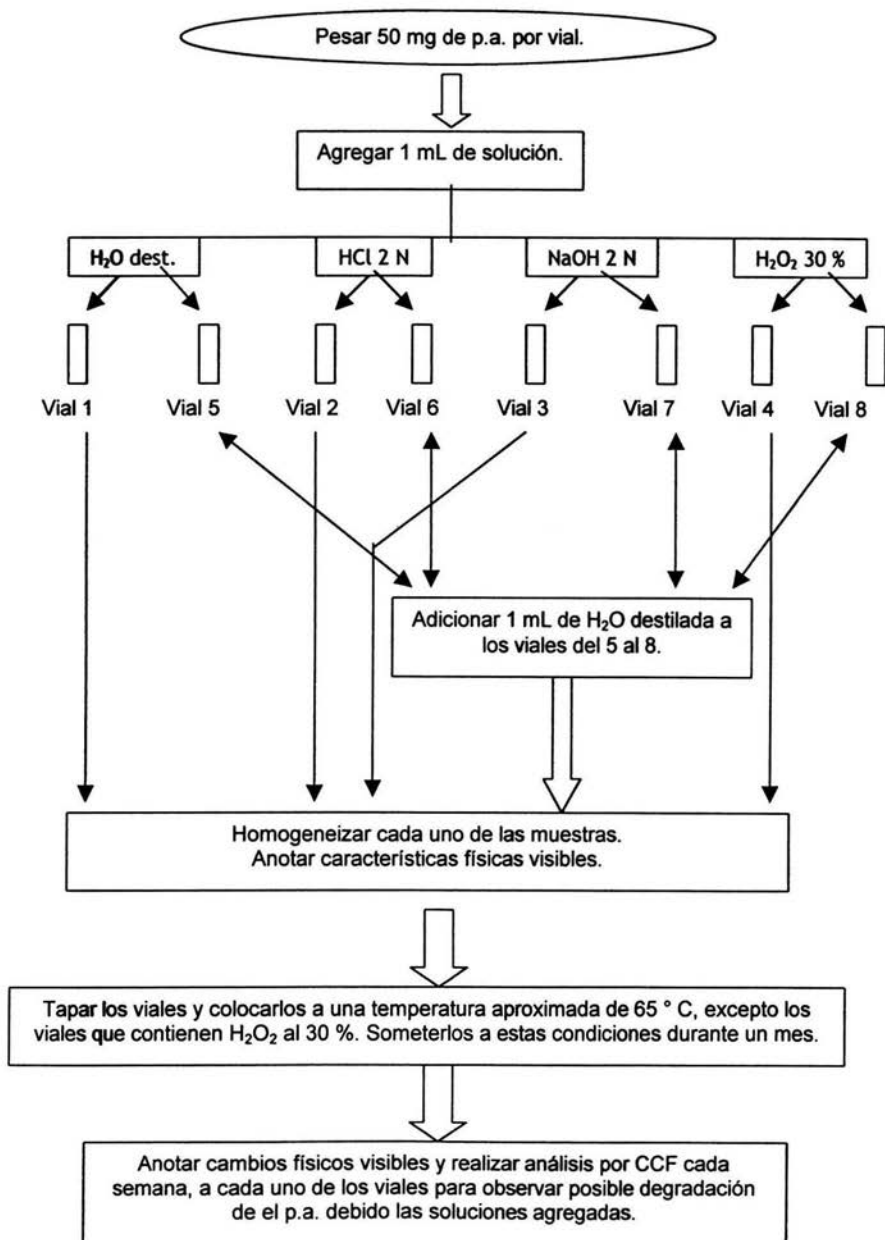 Pesar 50 mg de p.a. por vial.
Agregar 1 mL de solución.
H₂O dest.
HCl 2 N
NaOH 2 N
H₂O₂ 30 %
Vial 1
Vial 5
Vial 2
Vial 6
Vial 3
Vial 7
Vial 4
Vial 8
Adicionar 1 mL de H₂O destilada a
los viales del 5 al 8.
Homogeneizar cada uno de las muestras.
Anotar características físicas visibles.
Tapar los viales y colocarlos a una temperatura aproximada de 65 ° C, excepto los
viales que contienen H₂O₂ al 30 %. Someterlos a estas condiciones durante un mes.
Anotar cambios físicos visibles y realizar análisis por CCF cada
semana, a cada uno de los viales para observar posible degradación
de el p.a. debido las soluciones agregadas.